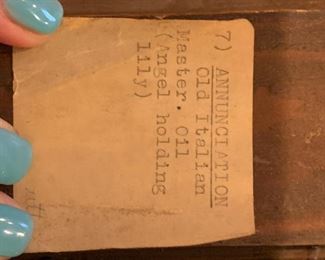 7) ANNUNCIATION
Old Italian
Master. Oil
(Angel holding
lily)